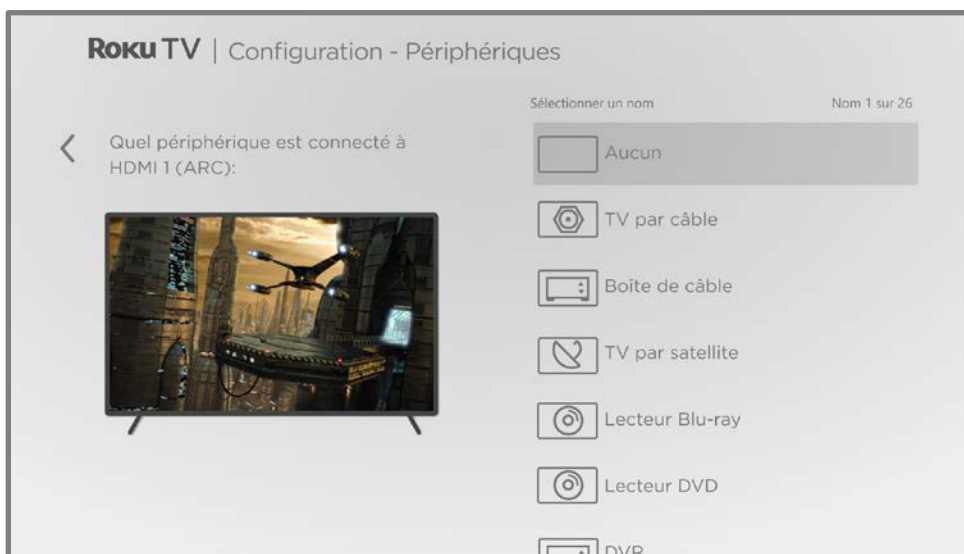 Roku TV | Configuration - Périphériques
Sélectionner un nom Nom 1 sur 26
Quel périphérique est connecté à
HDMI 1 (ARC):
Aucun
TV par câble
Boîte de câble
TV par satellite
Lecteur Blu-ray
Lecteur DVD
DVR